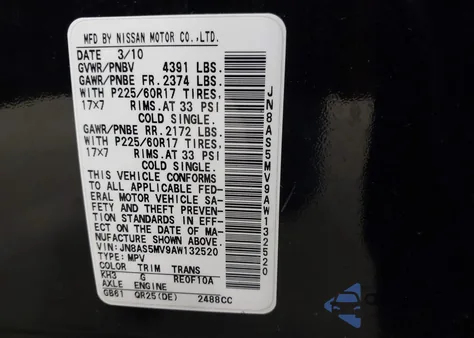 MFD BY NISSAN MOTOR CO.,LTD.
DATE 3/10
GVWR/PNBV 4391 LBS.
GAWR/PNBE FR. 2374 LBS.
WITH P225/60R17 TIRES,
17x7 RIMS.AT 33 PSI
COLD SINGLE.
GAWR/PNBE RR. 2172 LBS.
WITH P225/60R17 TIRES,
17x7 RIMS.AT 33 PSI
COLD SINGLE.
THIS VEHICLE CONFORMS
TO ALL APPLICABLE FED-
ERAL MOTOR VEHICLE SA-
FETY AND THEFT PREVEN-
TION STANDARDS IN EFF-
ECT ON THE DATE OF MA-
NUFACTURE SHOWN ABOVE.
VIN: JN8AS5MV9AW132520
TYPE: MPV
COLOR TRIM TRANS
KH3 G RE0F10A
AXLE ENGINE
GB61 QR25(DE) 2488CC
JN8AS5MV9AW132520